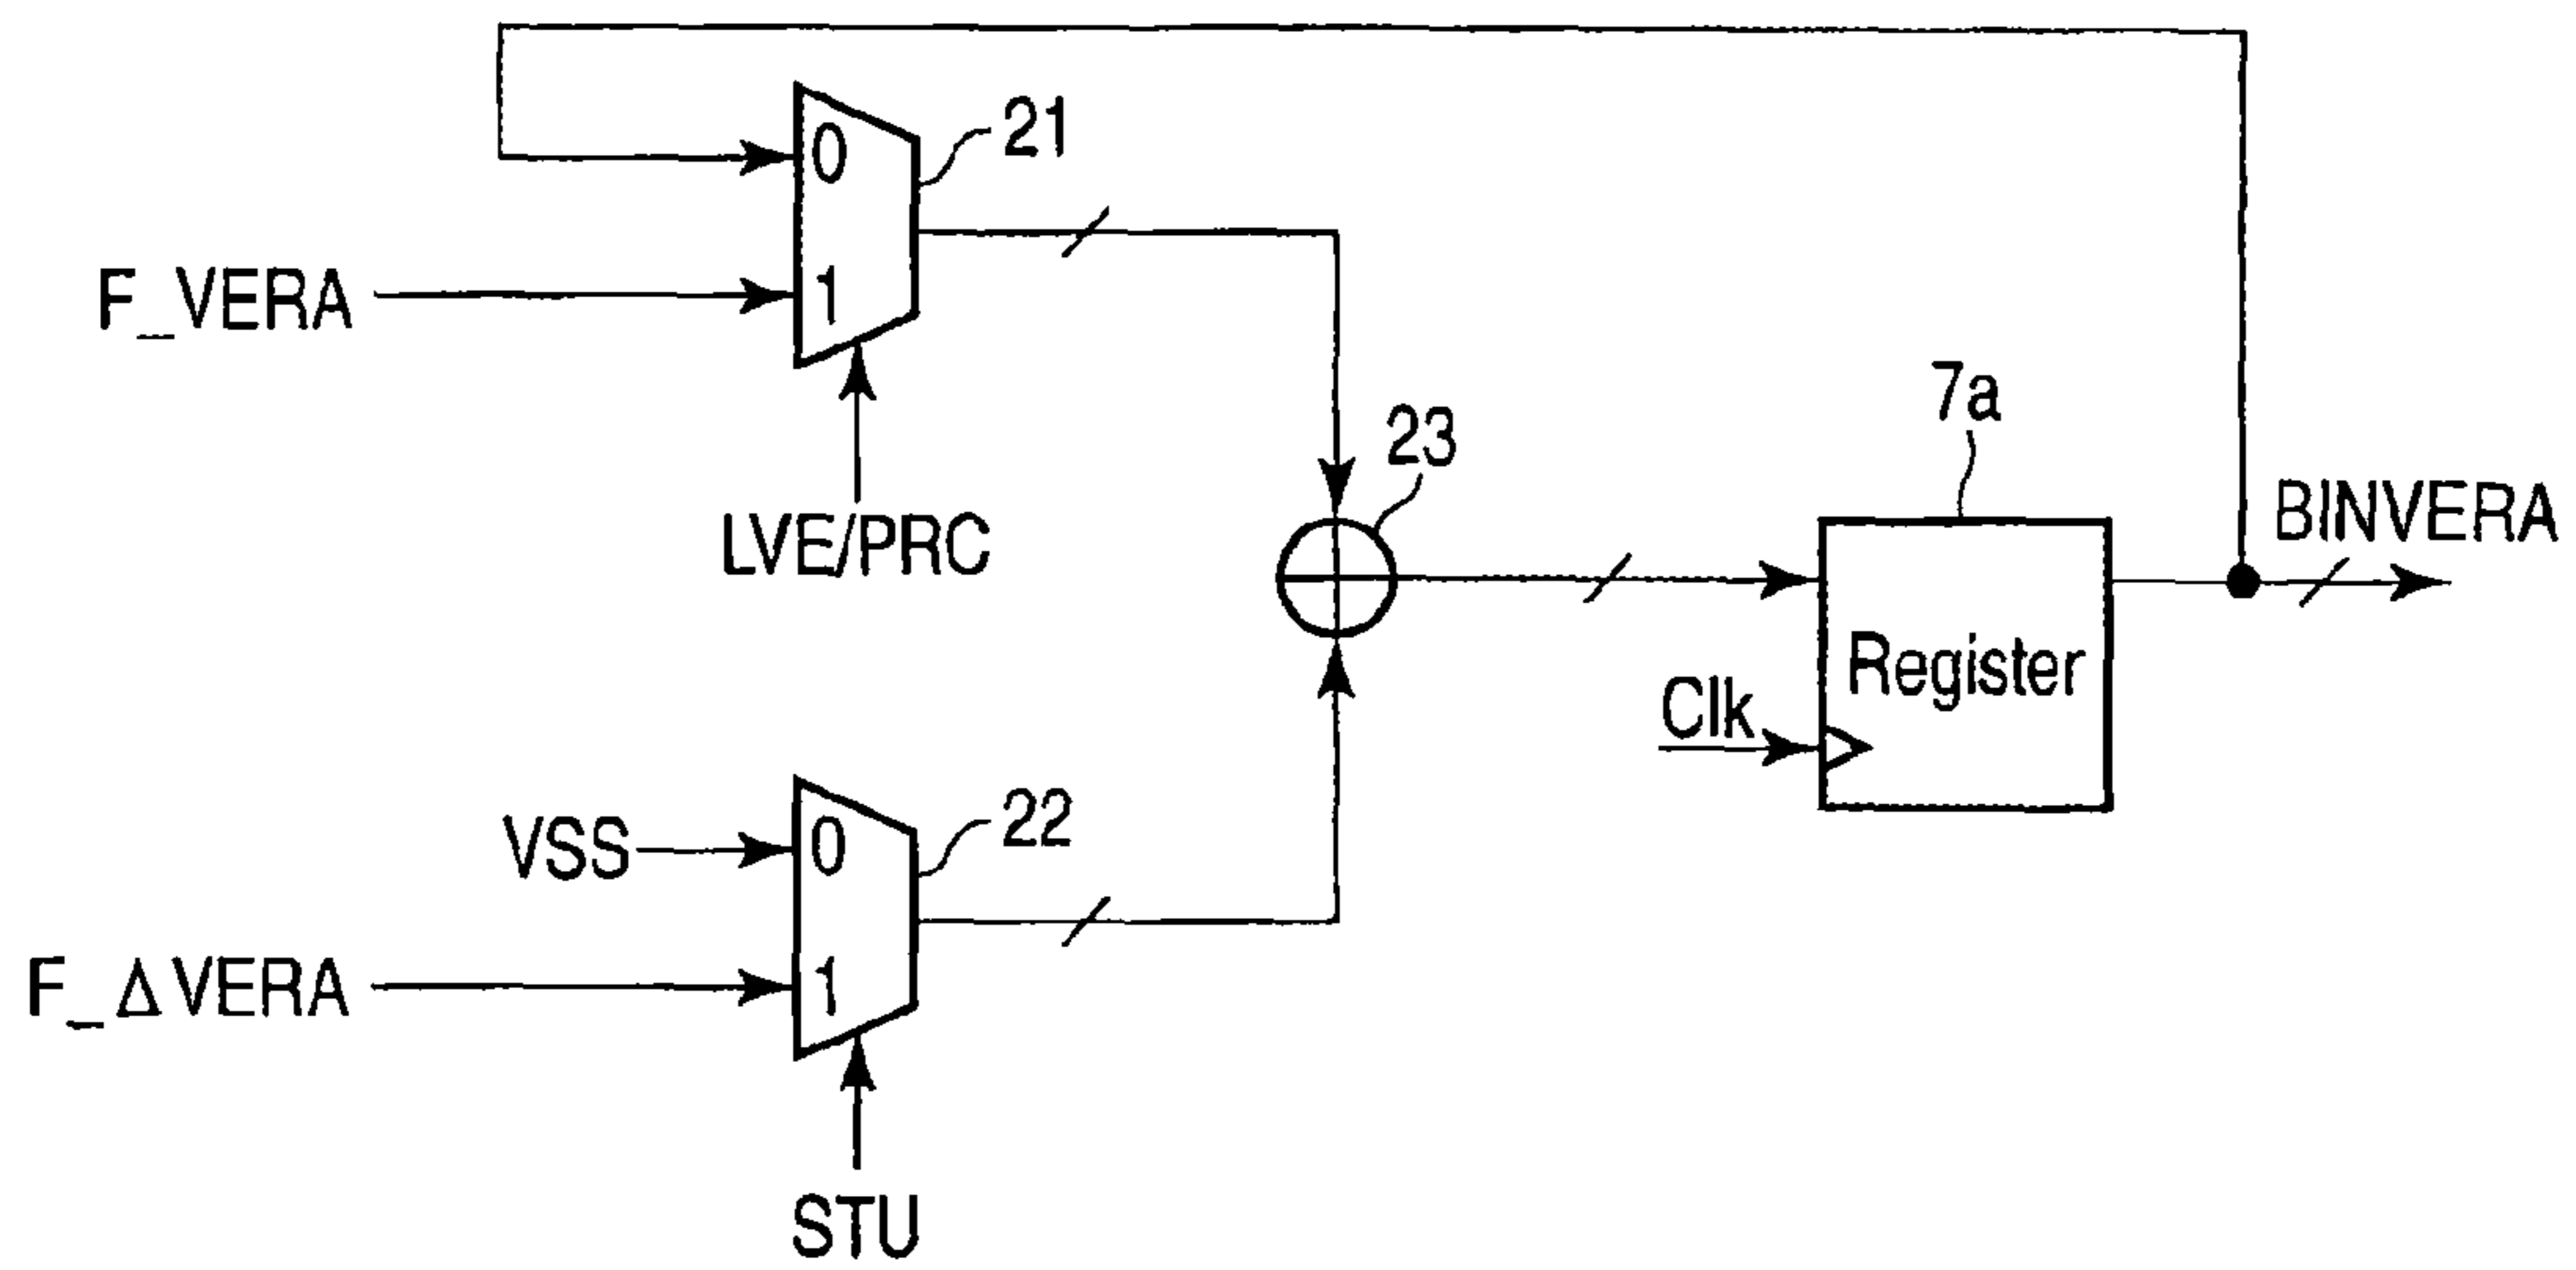 0
21
F_VERA
1
LVE/PRC
23
7a
BINVERA
Register
Clk
VSS
0
22
F_ΔVERA
1
STU